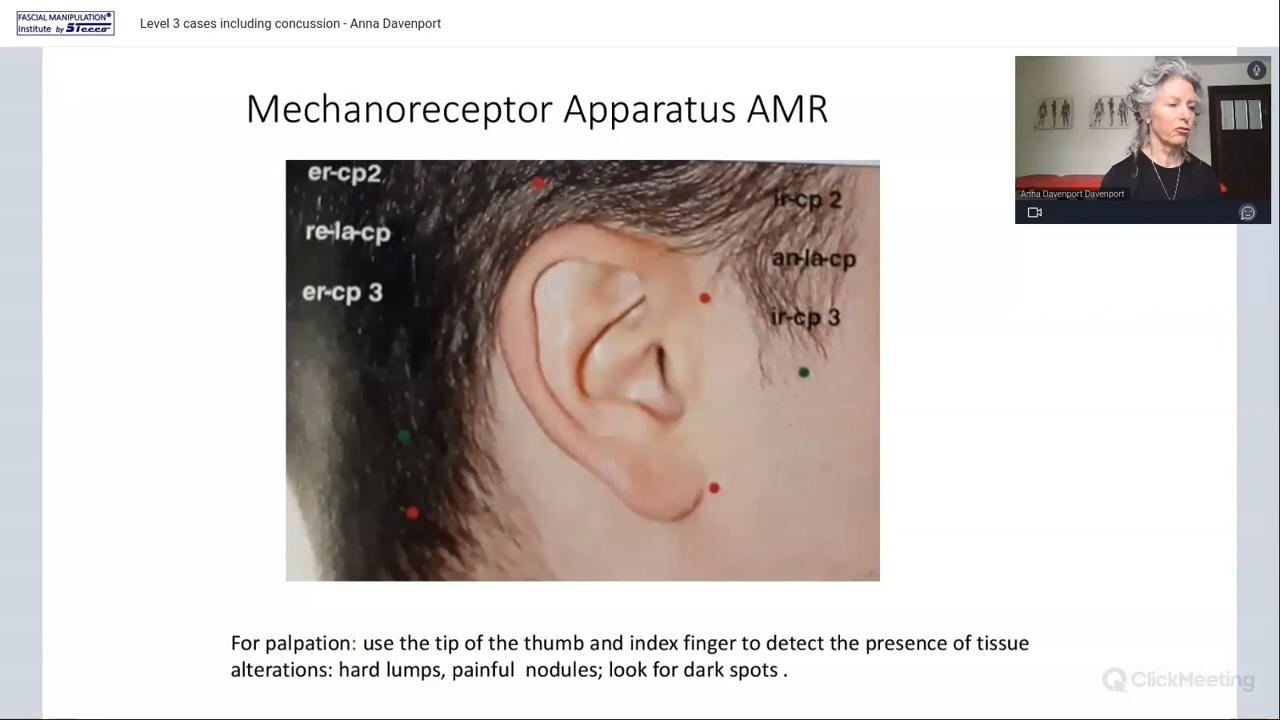 FASCIAL MANIPULATION®
Institute by Stecco
Level 3 cases including concussion - Anna Davenport
Mechanoreceptor Apparatus AMR
er-cp2
re-la-cp
er-cp 3
ir-cp 2
an-la-cp
ir-cp 3
Anna Davenport Davenport
For palpation: use the tip of the thumb and index finger to detect the presence of tissue
alterations: hard lumps, painful nodules; look for dark spots .
ClickMeeting